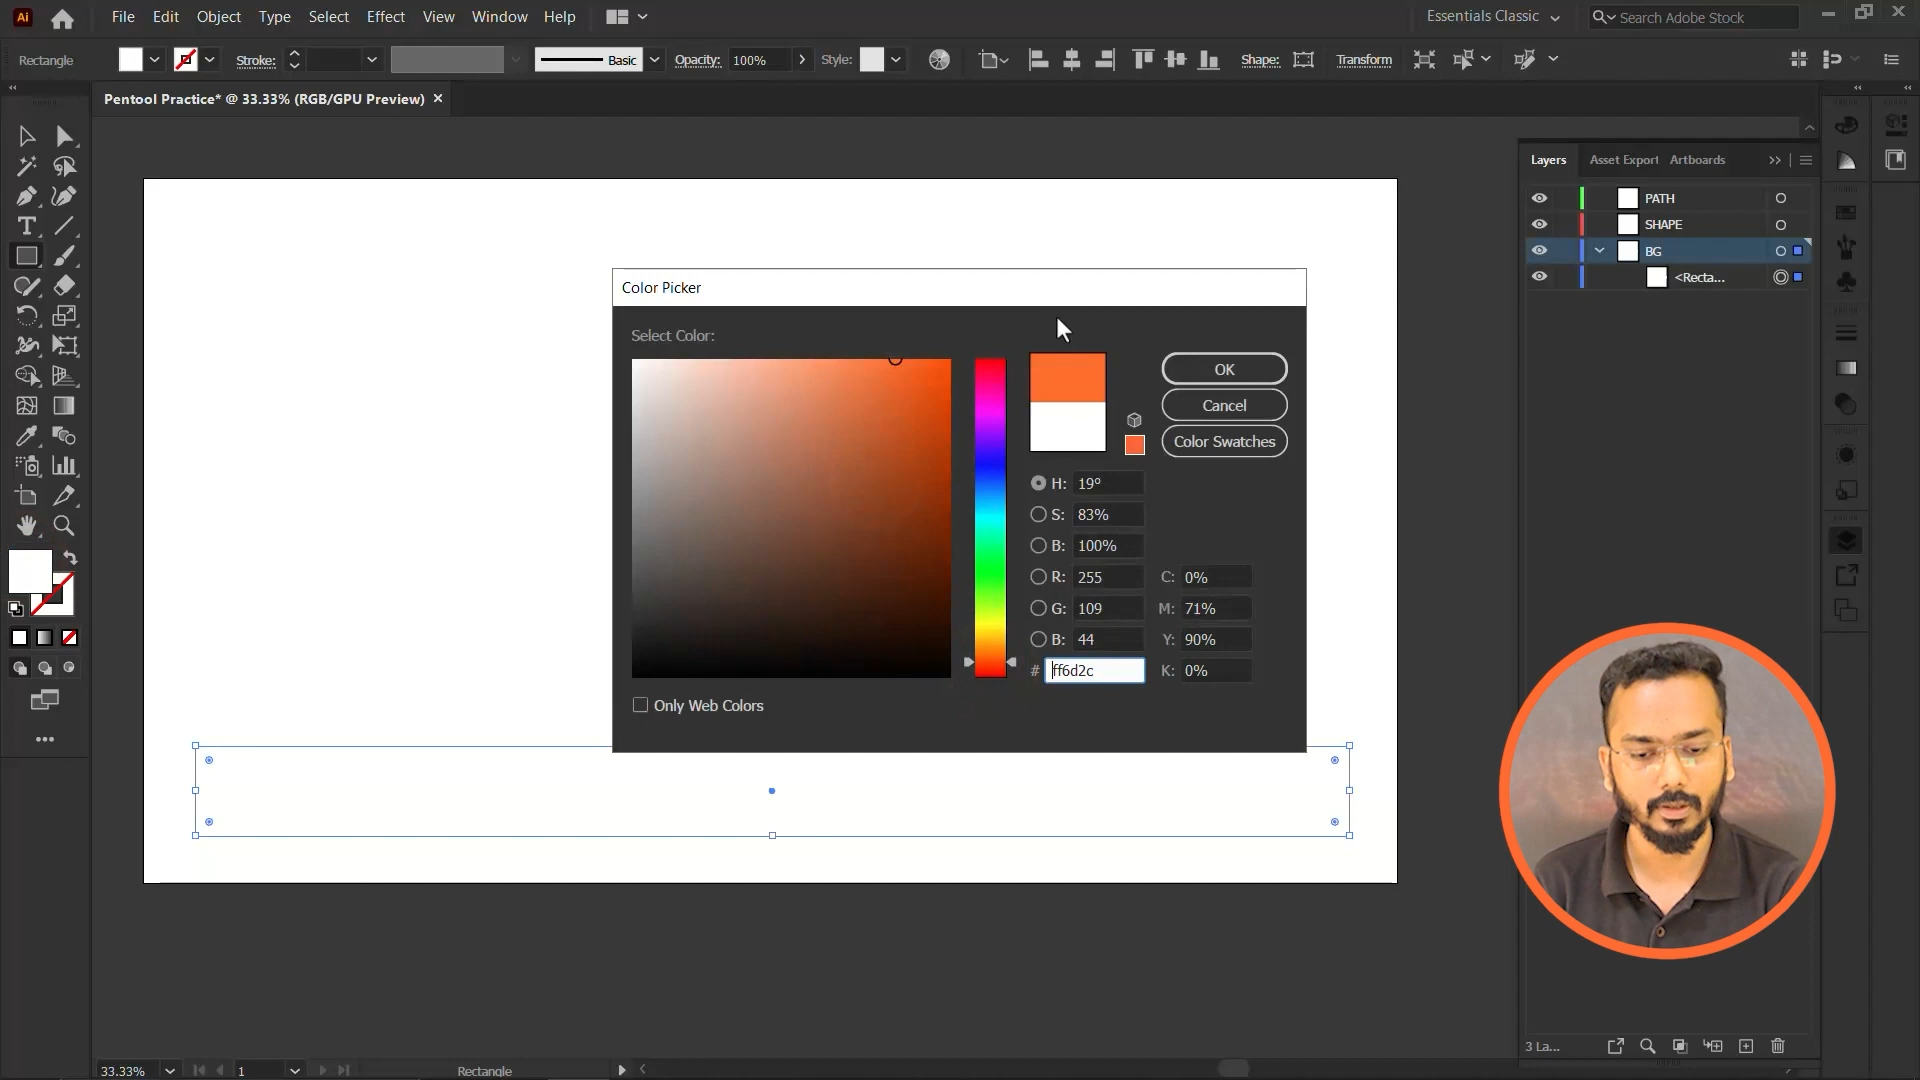 Ai File Edit Object Type Select Effect View Window Help Essentials Classic Search Adobe Stock
Rectangle Stroke: Basic Opacity: 100% Style: Shape: Transform
Pentool Practice* @ 33.33% (RGB/GPU Preview) ×
Layers Asset Export Artboards
PATH
SHAPE
BG
<Recta...
Color Picker
Select Color:
OK
Cancel
Color Swatches
H: 19°
S: 83%
B: 100%
R: 255 C: 0%
G: 109 M: 71%
B: 44 Y: 90%
# ff6d2c K: 0%
Only Web Colors
3 La...
33.33% 1 Rectangle